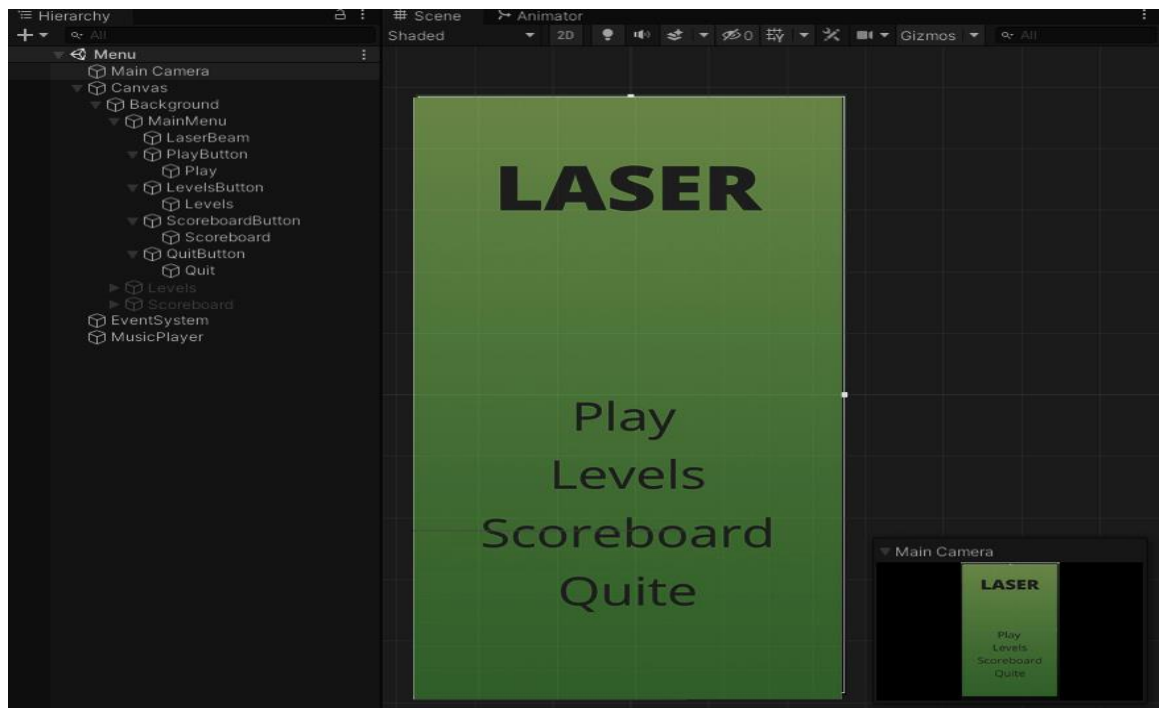 Hierarchy
All
Menu
Main Camera
Canvas
Background
MainMenu
LaserBeam
PlayButton
Play
LevelsButton
Levels
ScoreboardButton
Scoreboard
QuitButton
Quit
Levels
Scoreboard
EventSystem
MusicPlayer
Scene Animator
Shaded 2D 0 Gizmos All
LASER
Play
Levels
Scoreboard
Quite
Main Camera
LASER
Play
Levels
Scoreboard
Quite